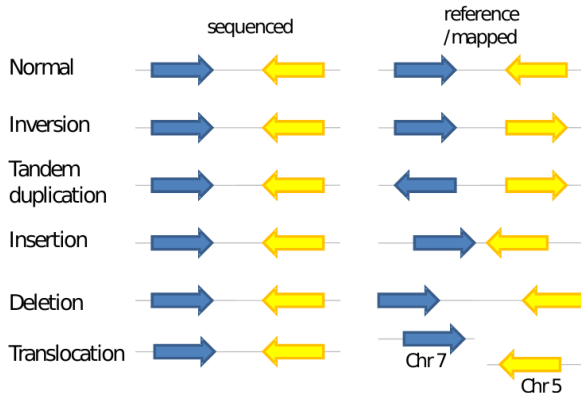 sequenced
reference
/mapped
Normal
Inversion
Tandem
duplication
Insertion
Deletion
Translocation
Chr 7
Chr 5